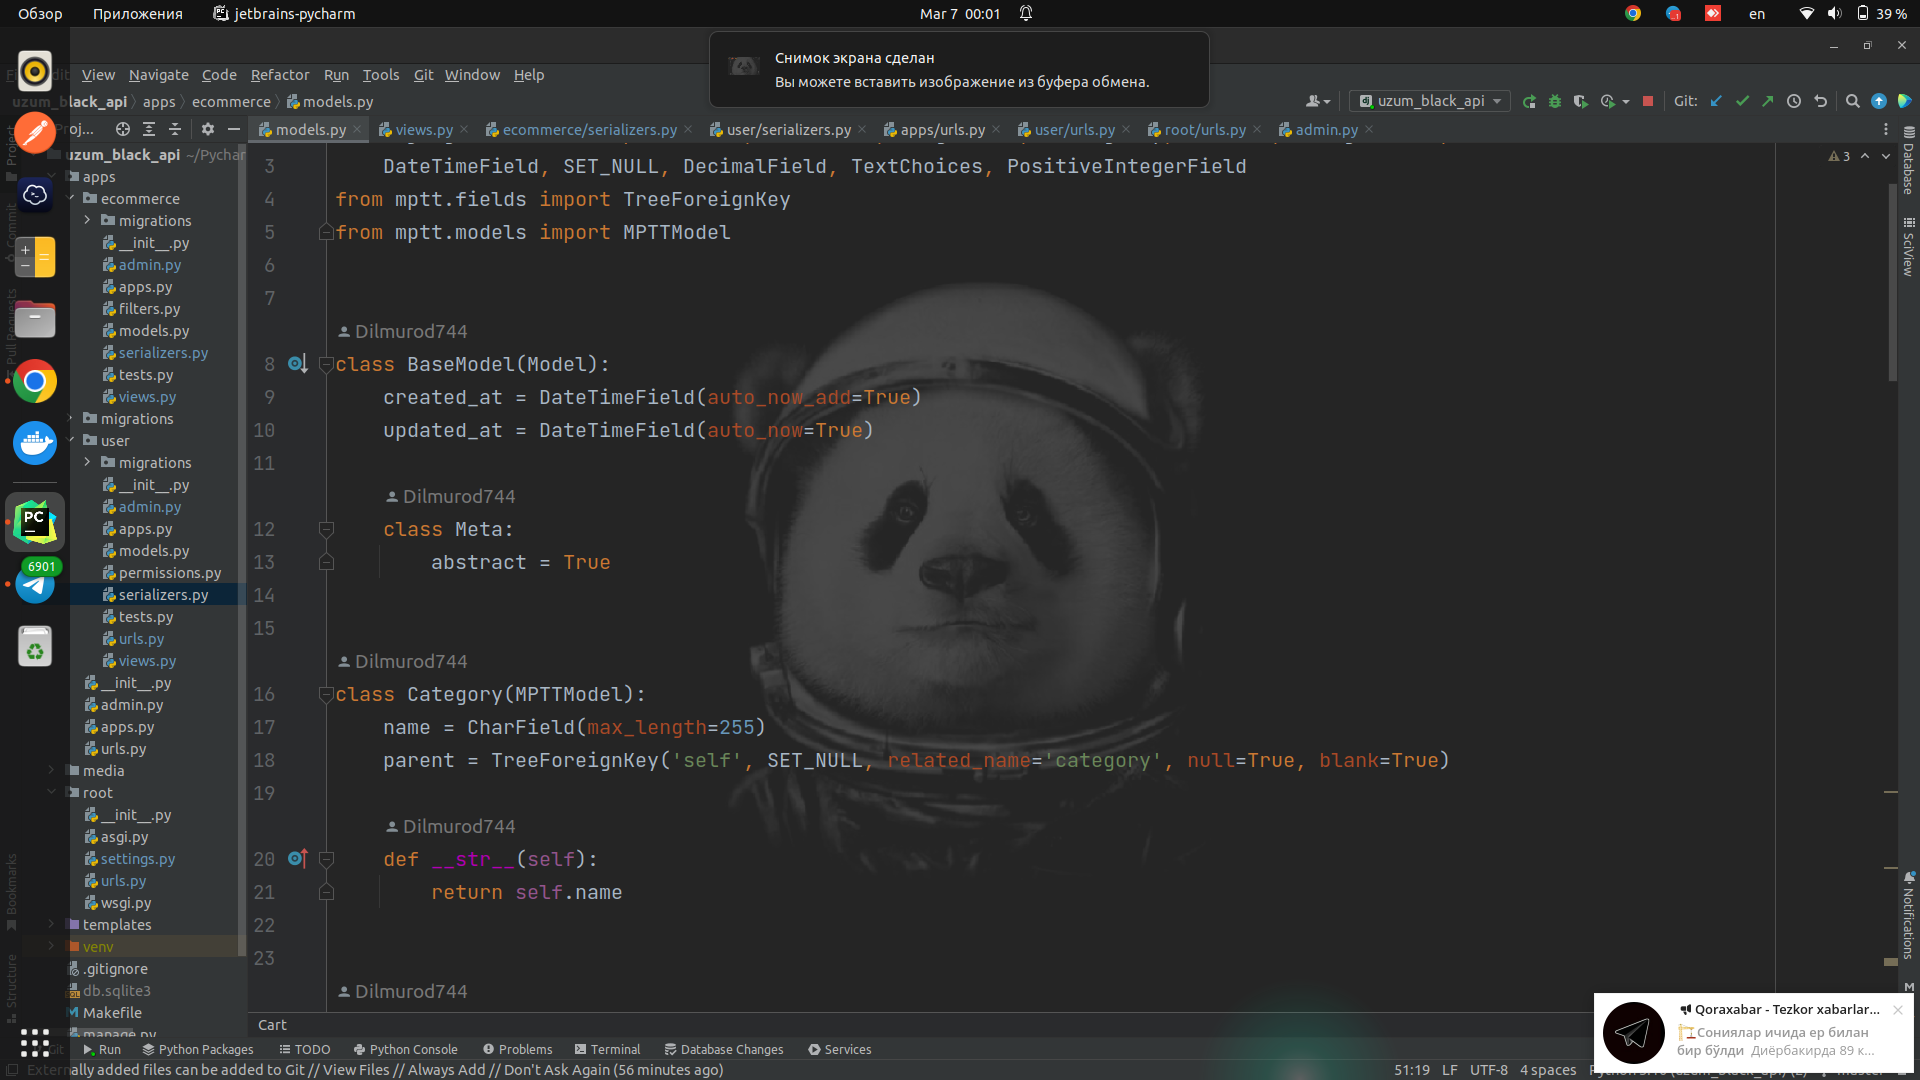 Обзор Приложения jetbrains-pycharm Mar 7 00:01 en 39 %
Снимок экрана сделан
Вы можете вставить изображение из буфера обмена.
View Navigate Code Refactor Run Tools Git Window Help
uzum_black_api apps ecommerce models.py uzum_black_api Git:
Proj... models.py views.py ecommerce/serializers.py user/serializers.py apps/urls.py user/urls.py root/urls.py admin.py
Project
Commit
Pull Requests
Bookmarks
Structure
uzum_black_api ~/Pychar
apps
ecommerce
migrations
__init__.py
admin.py
apps.py
filters.py
models.py
serializers.py
tests.py
views.py
migrations
user
migrations
__init__.py
admin.py
apps.py
models.py
permissions.py
serializers.py
tests.py
urls.py
views.py
__init__.py
admin.py
apps.py
urls.py
media
root
__init__.py
asgi.py
settings.py
urls.py
wsgi.py
templates
venv
.gitignore
db.sqlite3
Makefile
manage.py
PC
6901
3 DateTimeField, SET_NULL, DecimalField, TextChoices, PositiveIntegerField
4 from mptt.fields import TreeForeignKey
5 from mptt.models import MPTTModel
6
7
Dilmurod744
8 class BaseModel(Model):
9 created_at = DateTimeField(auto_now_add=True)
10 updated_at = DateTimeField(auto_now=True)
11
Dilmurod744
12 class Meta:
13 abstract = True
14
15
Dilmurod744
16 class Category(MPTTModel):
17 name = CharField(max_length=255)
18 parent = TreeForeignKey('self', SET_NULL, related_name='category', null=True, blank=True)
19
Dilmurod744
20 def __str__(self):
21 return self.name
22
23
Dilmurod744
3
Database
SciView
Notifications
Cart
Qoraxabar - Tezkor xabarlar...
Сониялар ичида ер билан
бир бўлди Диёрбакирда 89 к...
Git Run Python Packages TODO Python Console Problems Terminal Database Changes Services
Externally added files can be added to Git // View Files // Always Add // Don't Ask Again (56 minutes ago) 51:19 LF UTF-8 4 spaces